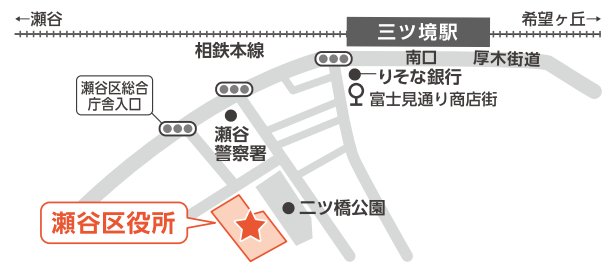 ←瀬谷
希望ヶ丘→
三ツ境駅
相鉄本線
南口
厚木街道
りそな銀行
富士見通り商店街
瀬谷区総合
庁舎入口
瀬谷
警察署
二ツ橋公園
瀬谷区役所